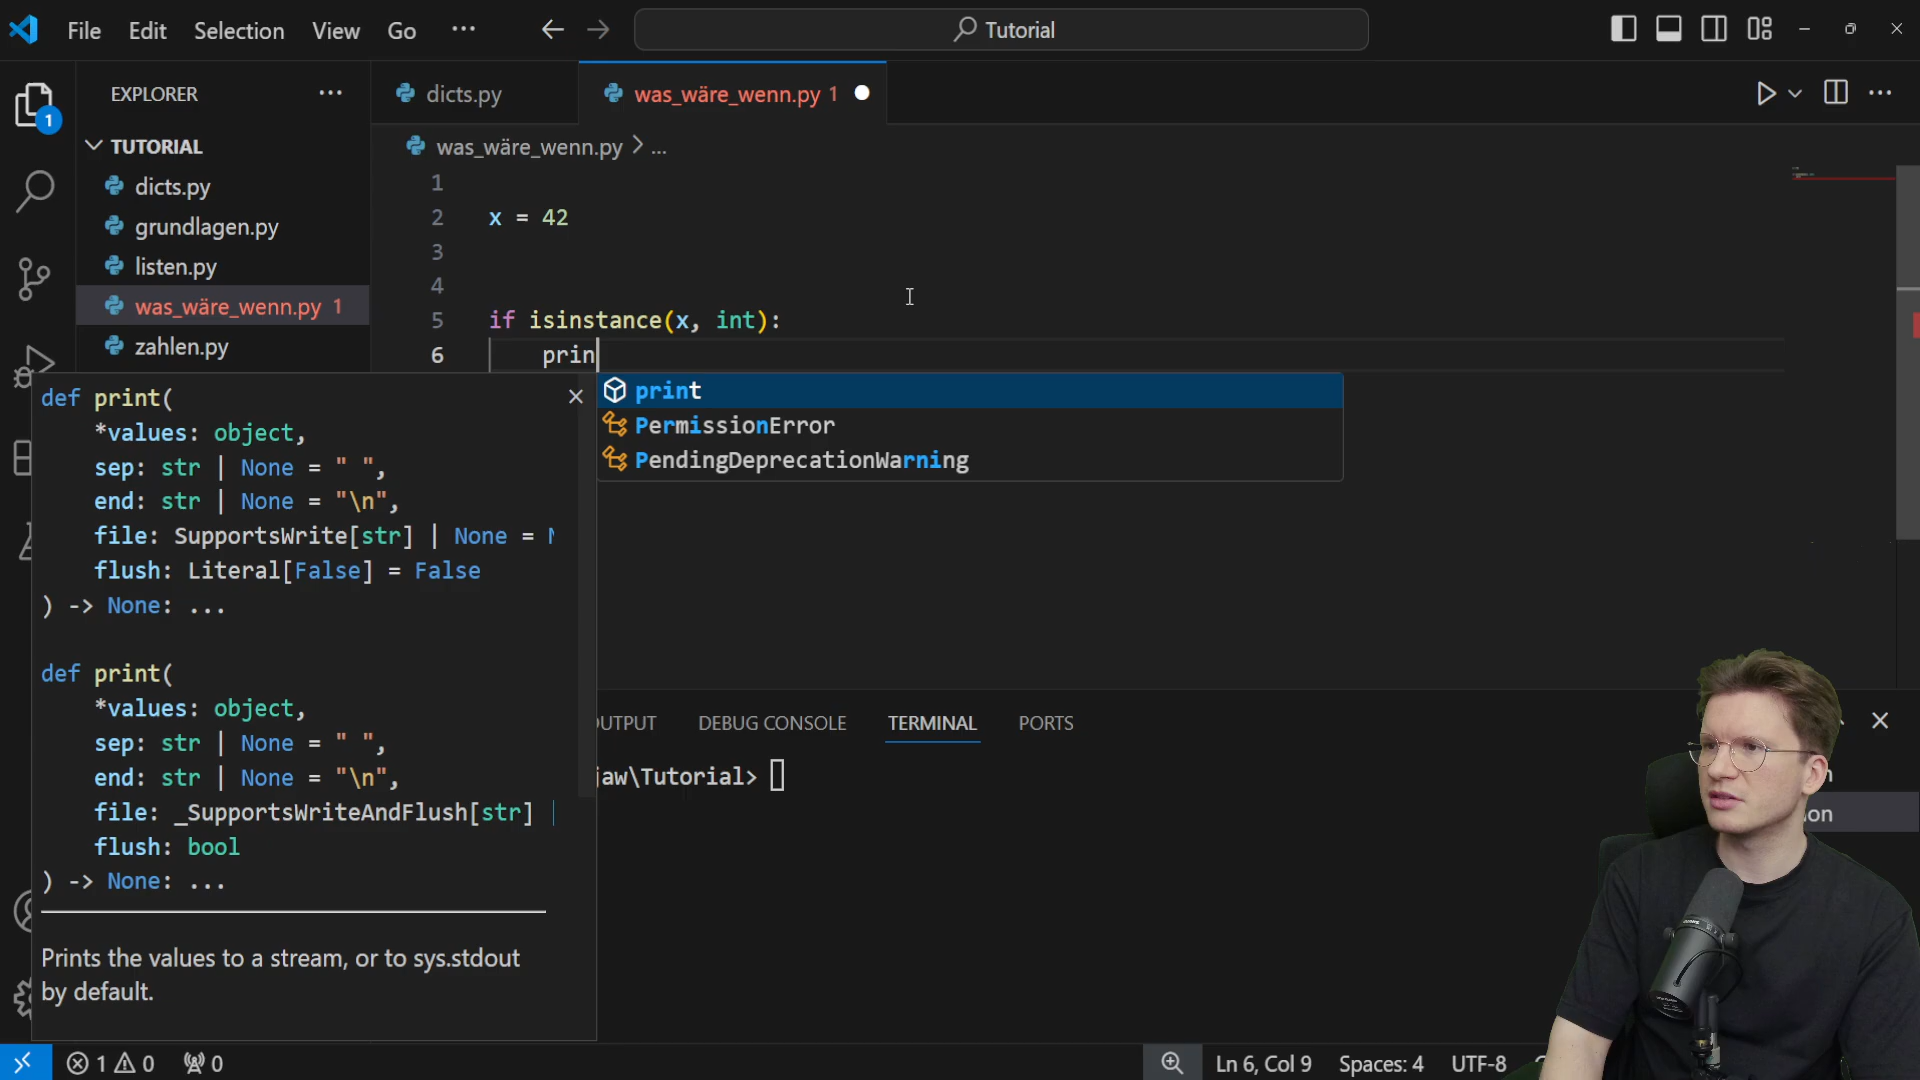 File Edit Selection View Go ···
Tutorial
EXPLORER ···
TUTORIAL
dicts.py
grundlagen.py
listen.py
was_wäre_wenn.py 1
zahlen.py
1
dicts.py
was_wäre_wenn.py 1
was_wäre_wenn.py > ...
1
2 x = 42
3
4
5 if isinstance(x, int):
6 prin
print
PermissionError
PendingDeprecationWarning
def print(
*values: object,
sep: str | None = " ",
end: str | None = "\n",
file: SupportsWrite[str] | None = N
flush: Literal[False] = False
) -> None: ...
def print(
*values: object,
sep: str | None = " ",
end: str | None = "\n",
file: _SupportsWriteAndFlush[str] |
flush: bool
) -> None: ...
Prints the values to a stream, or to sys.stdout
by default.
OUTPUT DEBUG CONSOLE TERMINAL PORTS
jaw\Tutorial>
1 0 0
Ln 6, Col 9 Spaces: 4 UTF-8